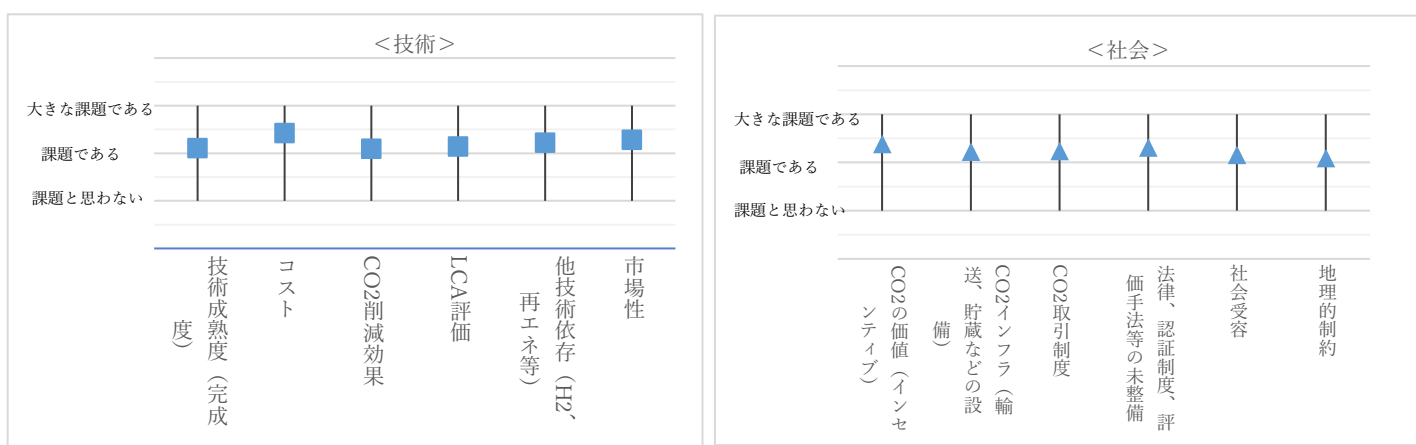 ＜技術＞
大きな課題である
課題である
課題と思わない
技術成熟度（完成
度）
コスト
CO2削減効果
LCA評価
他技術依存（H2、
再エネ等）
市場性
＜社会＞
大きな課題である
課題である
課題と思わない
CO2の価値（インセ
ンティブ）
CO2インフラ（輸
送、貯蔵などの設
備）
CO2取引制度
法律、認証制度、評
価手法等の未整備
社会受容
地理的制約